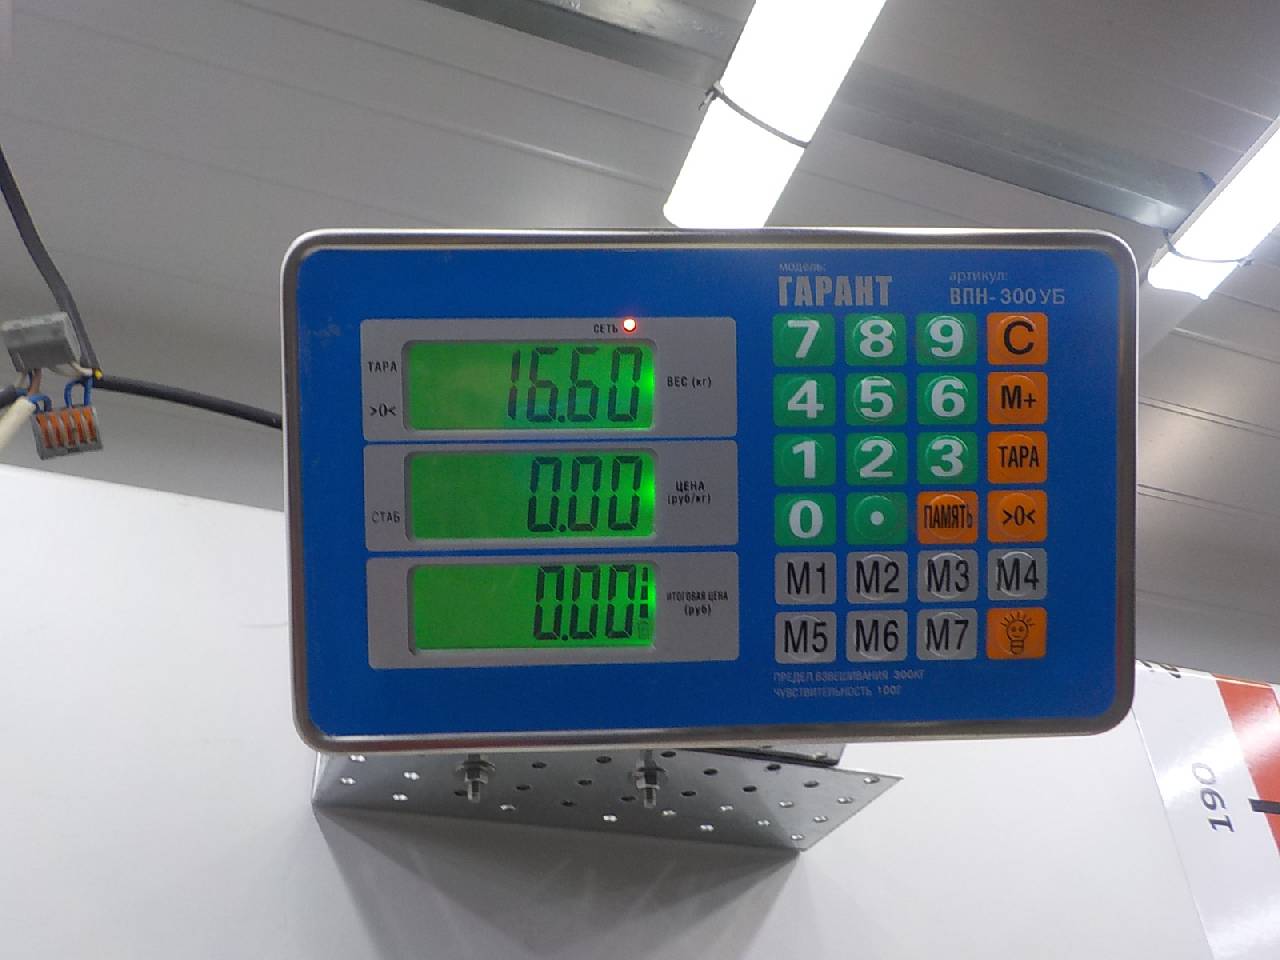 модель:
ГАРАНТ
артикул:
ВПН-300УБ
СЕТЬ
ТАРА
>0<
16.60
ВЕС (кг)
СТАБ
0.00
ЦЕНА
(руб/кг)
0.00
ИТОГОВАЯ ЦЕНА
(руб)
7 8 9 C
4 5 6 M+
1 2 3 ТАРА
0 . ПАМЯТЬ >0<
M1 M2 M3 M4
M5 M6 M7
ПРЕДЕЛ ВЗВЕШИВАНИЯ 300КГ
ЧУВСТВИТЕЛЬНОСТЬ 100Г
190